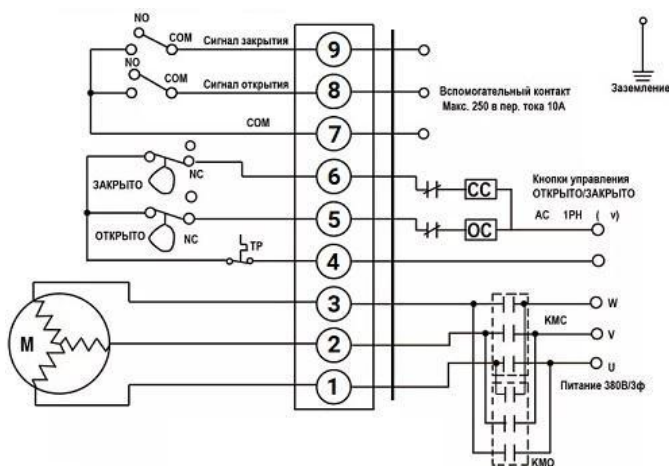 NO
COM
Сигнал закрытия
9
NO
COM
Сигнал открытия
8
Вспомогательный контакт
Макс. 250 в пер. тока 10А
Заземление
COM
7
ЗАКРЫТО
NC
6
CC
Кнопки управления
ОТКРЫТО/ЗАКРЫТО
AC 1PH ( v)
ОТКРЫТО
NC
5
OC
TP
4
3
W
KMC
M
2
V
1
U
Питание 380В/3ф
KMO